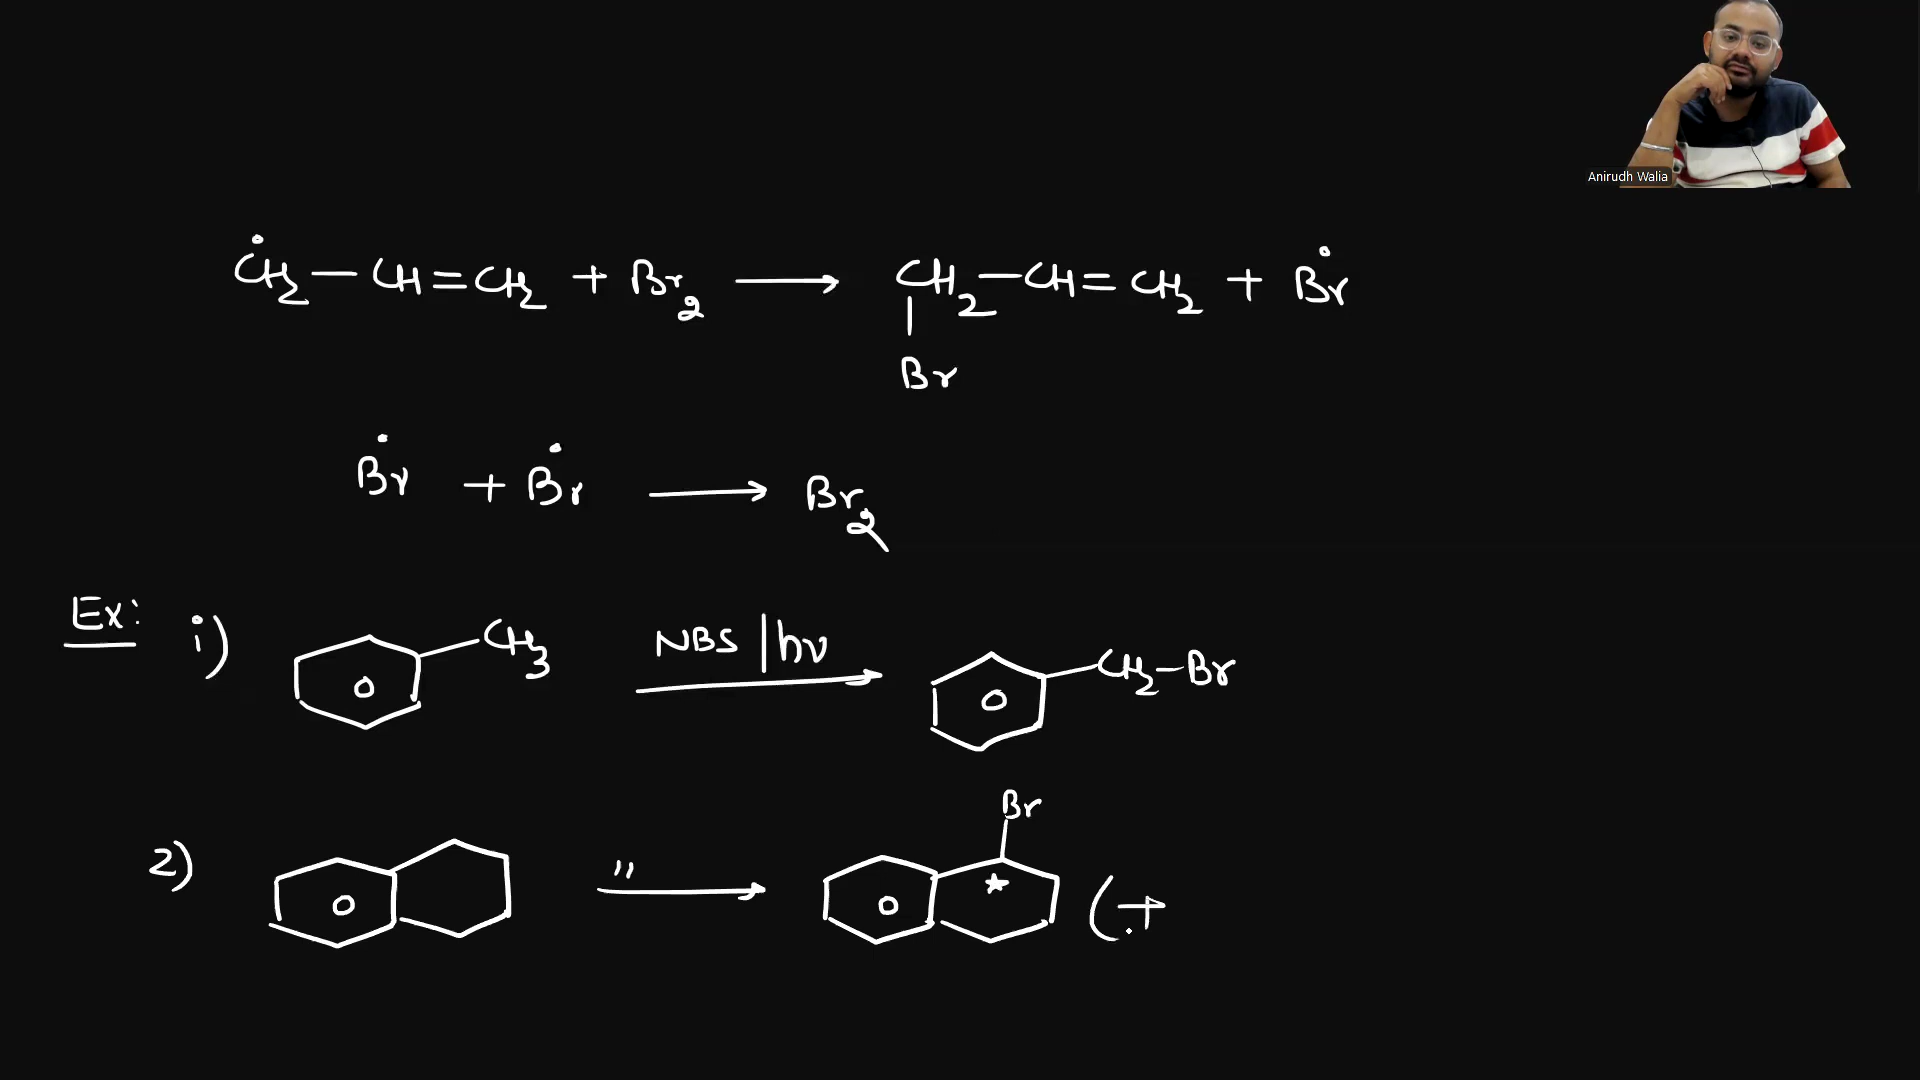 Anirudh Walia
ĊH₂—CH=CH₂ + Br₂ ⟶ CH₂—CH=CH₂ + Ḃr
|
Br
Ḃr + Ḃr ⟶ Br₂
Ex: i) CH₃ NBS | hν ⟶ CH₂—Br
Br
2) " ⟶ * (+